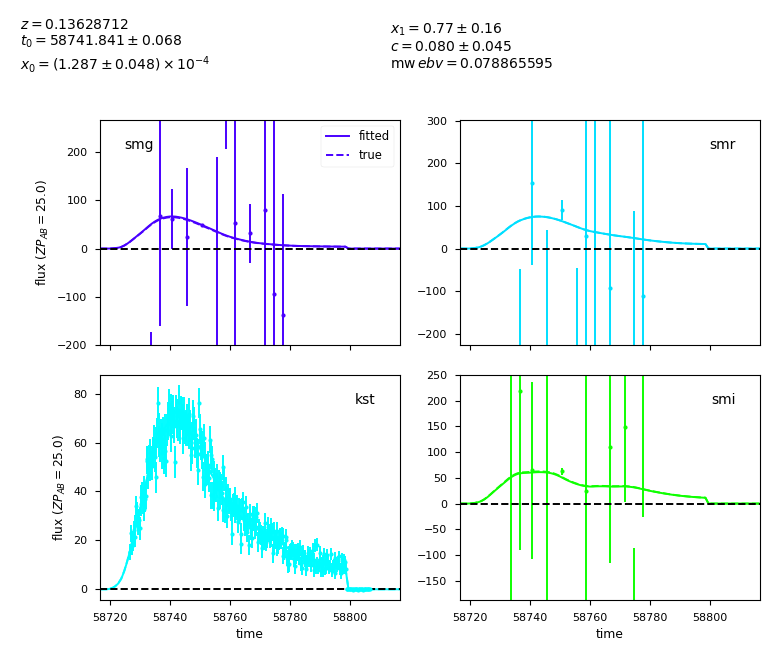 z = 0.13628712
t₀ = 58741.841 ± 0.068
x₀ = (1.287 ± 0.048) × 10⁻⁴
x₁ = 0.77 ± 0.16
c = 0.080 ± 0.045
mw ebv = 0.078865595
smg
fitted
true
200
100
0
−100
−200
flux (ZP_AB = 25.0)
smr
300
200
100
0
−100
−200
kst
80
60
40
20
0
flux (ZP_AB = 25.0)
58720 58740 58760 58780 58800
time
smi
250
200
150
100
50
0
−50
−100
−150
58720 58740 58760 58780 58800
time